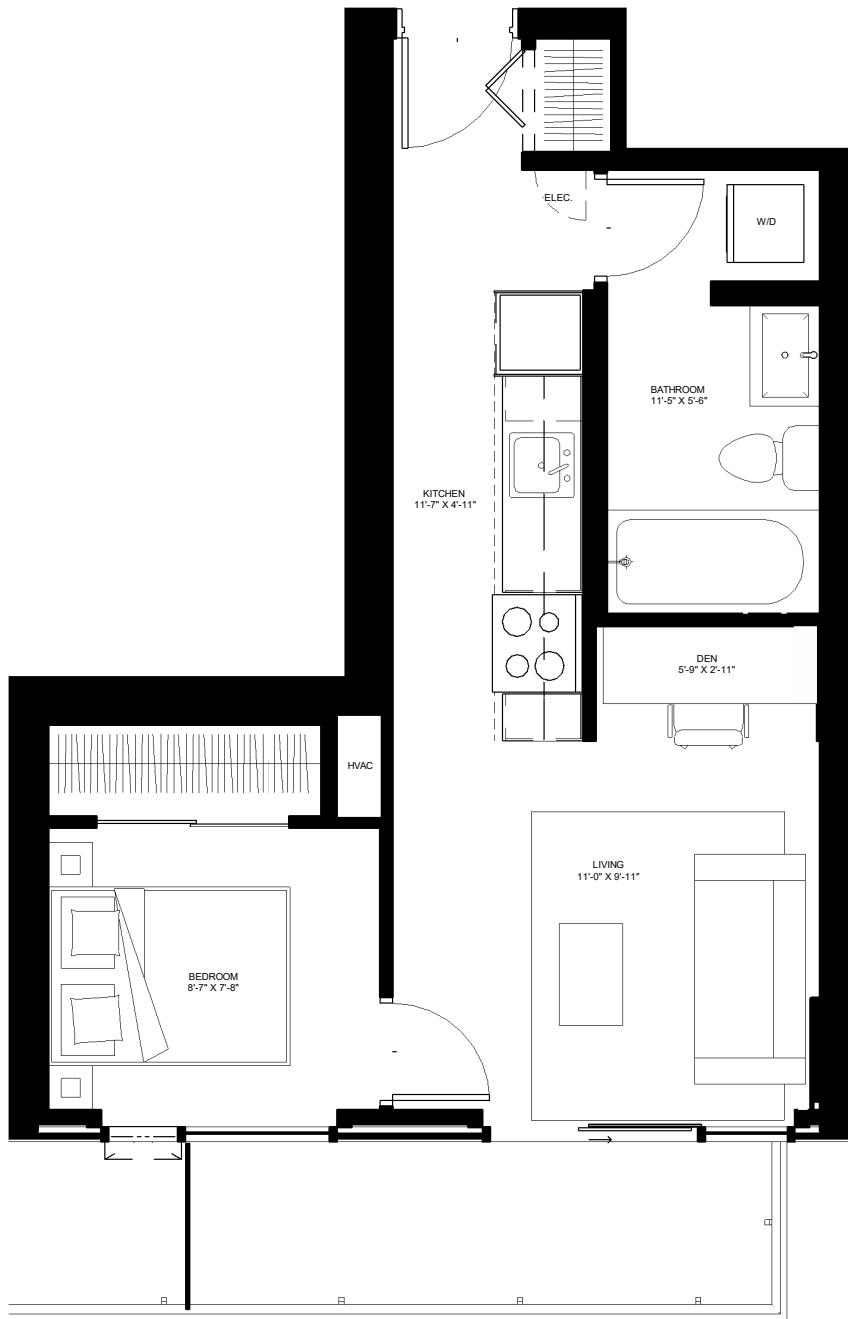 ELEC.
W/D
BATHROOM
11'-5" X 5'-6"
KITCHEN
11'-7" X 4'-11"
DEN
5'-9" X 2'-11"
HVAC
LIVING
11'-0" X 9'-11"
BEDROOM
8'-7" X 7'-8"